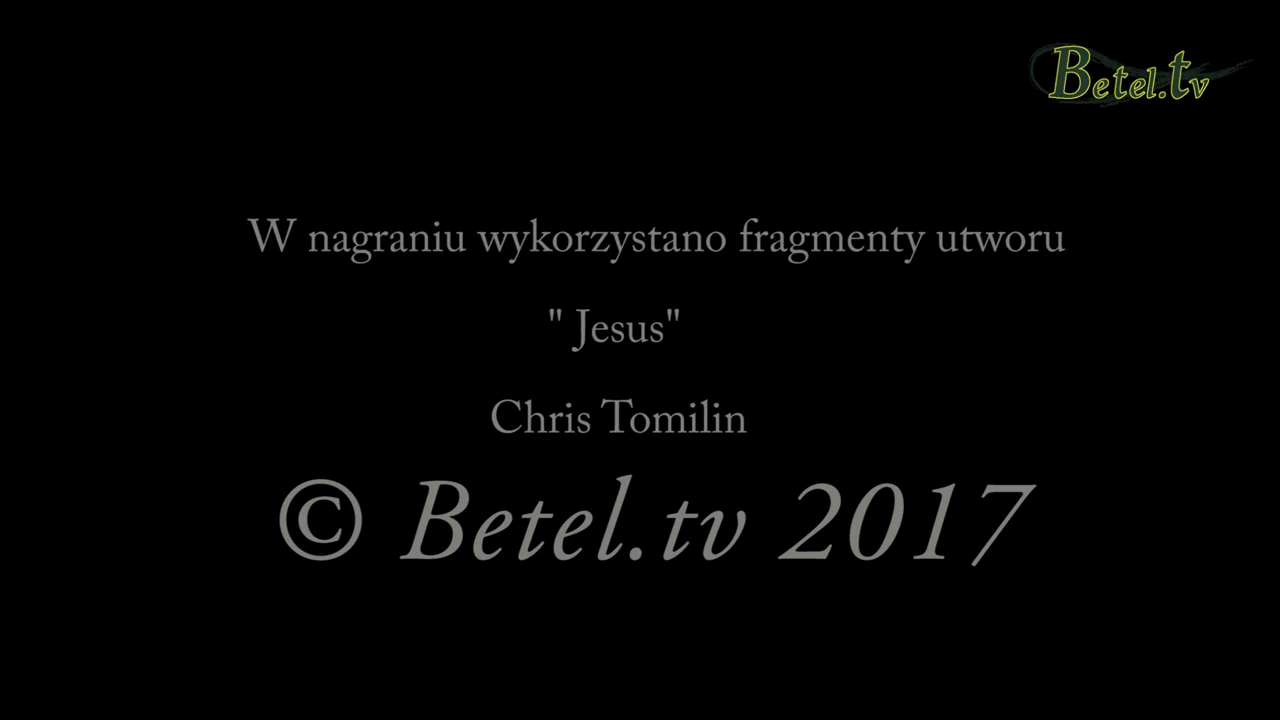 Betel.tv
W nagraniu wykorzystano fragmenty utworu
" Jesus"
Chris Tomilin
© Betel.tv 2017